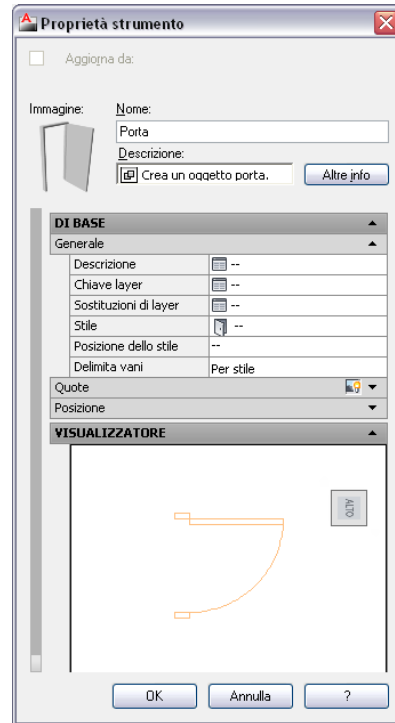 Proprietà strumento
Aggiorna da:
Immagine:
Nome:
Porta
Descrizione:
Crea un oggetto porta.
Altre info
DI BASE
Generale
Descrizione --
Chiave layer --
Sostituzioni di layer --
Stile --
Posizione dello stile --
Delimita vani Per stile
Quote
Posizione
VISUALIZZATORE
ALTO
OK Annulla ?